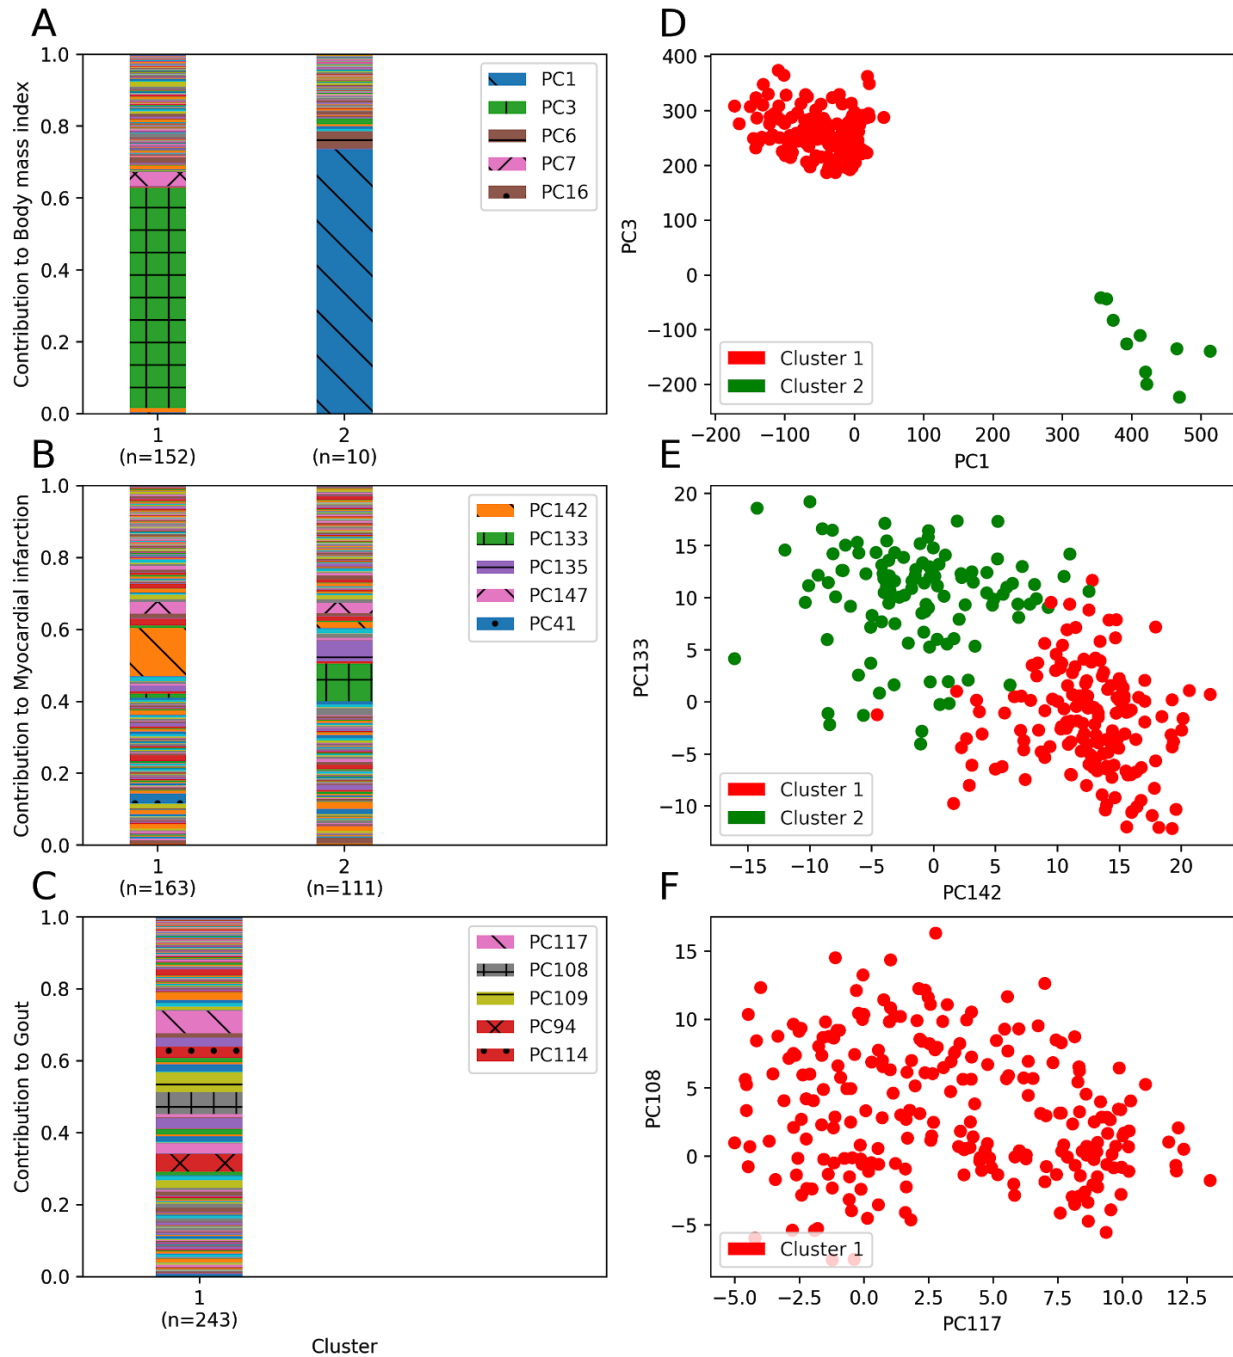 A
Contribution to Body mass index
1.0
0.8
0.6
0.4
0.2
0.0
PC1
PC3
PC6
PC7
PC16
1
(n=152)
2
(n=10)
B
Contribution to Myocardial infarction
1.0
0.8
0.6
0.4
0.2
0.0
PC142
PC133
PC135
PC147
PC41
1
(n=163)
2
(n=111)
C
Contribution to Gout
1.0
0.8
0.6
0.4
0.2
0.0
PC117
PC108
PC109
PC94
PC114
1
(n=243)
Cluster
D
PC3
400
300
200
100
0
−100
−200
Cluster 1
Cluster 2
−200 −100 0 100 200 300 400 500
PC1
E
PC133
20
15
10
5
0
−5
−10
Cluster 1
Cluster 2
−15 −10 −5 0 5 10 15 20
PC142
F
PC108
15
10
5
0
−5
Cluster 1
−5.0 −2.5 0.0 2.5 5.0 7.5 10.0 12.5
PC117